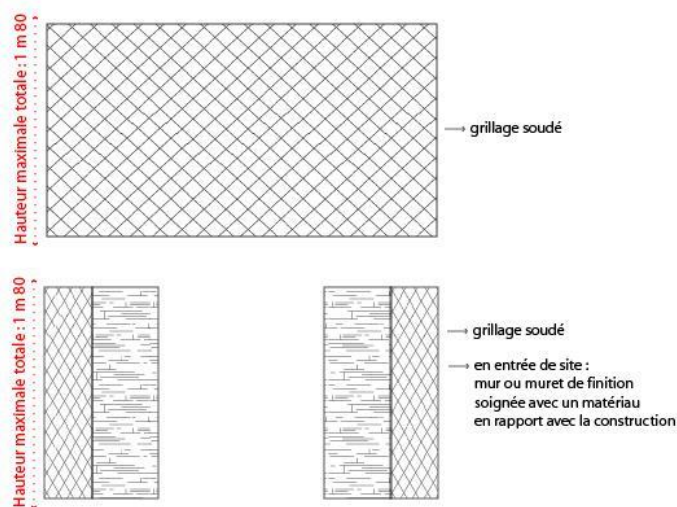 Hauteur maximale totale : 1 m 80
grillage soudé
Hauteur maximale totale : 1 m 80
grillage soudé
en entrée de site :
mur ou muret de finition
soignée avec un matériau
en rapport avec la construction